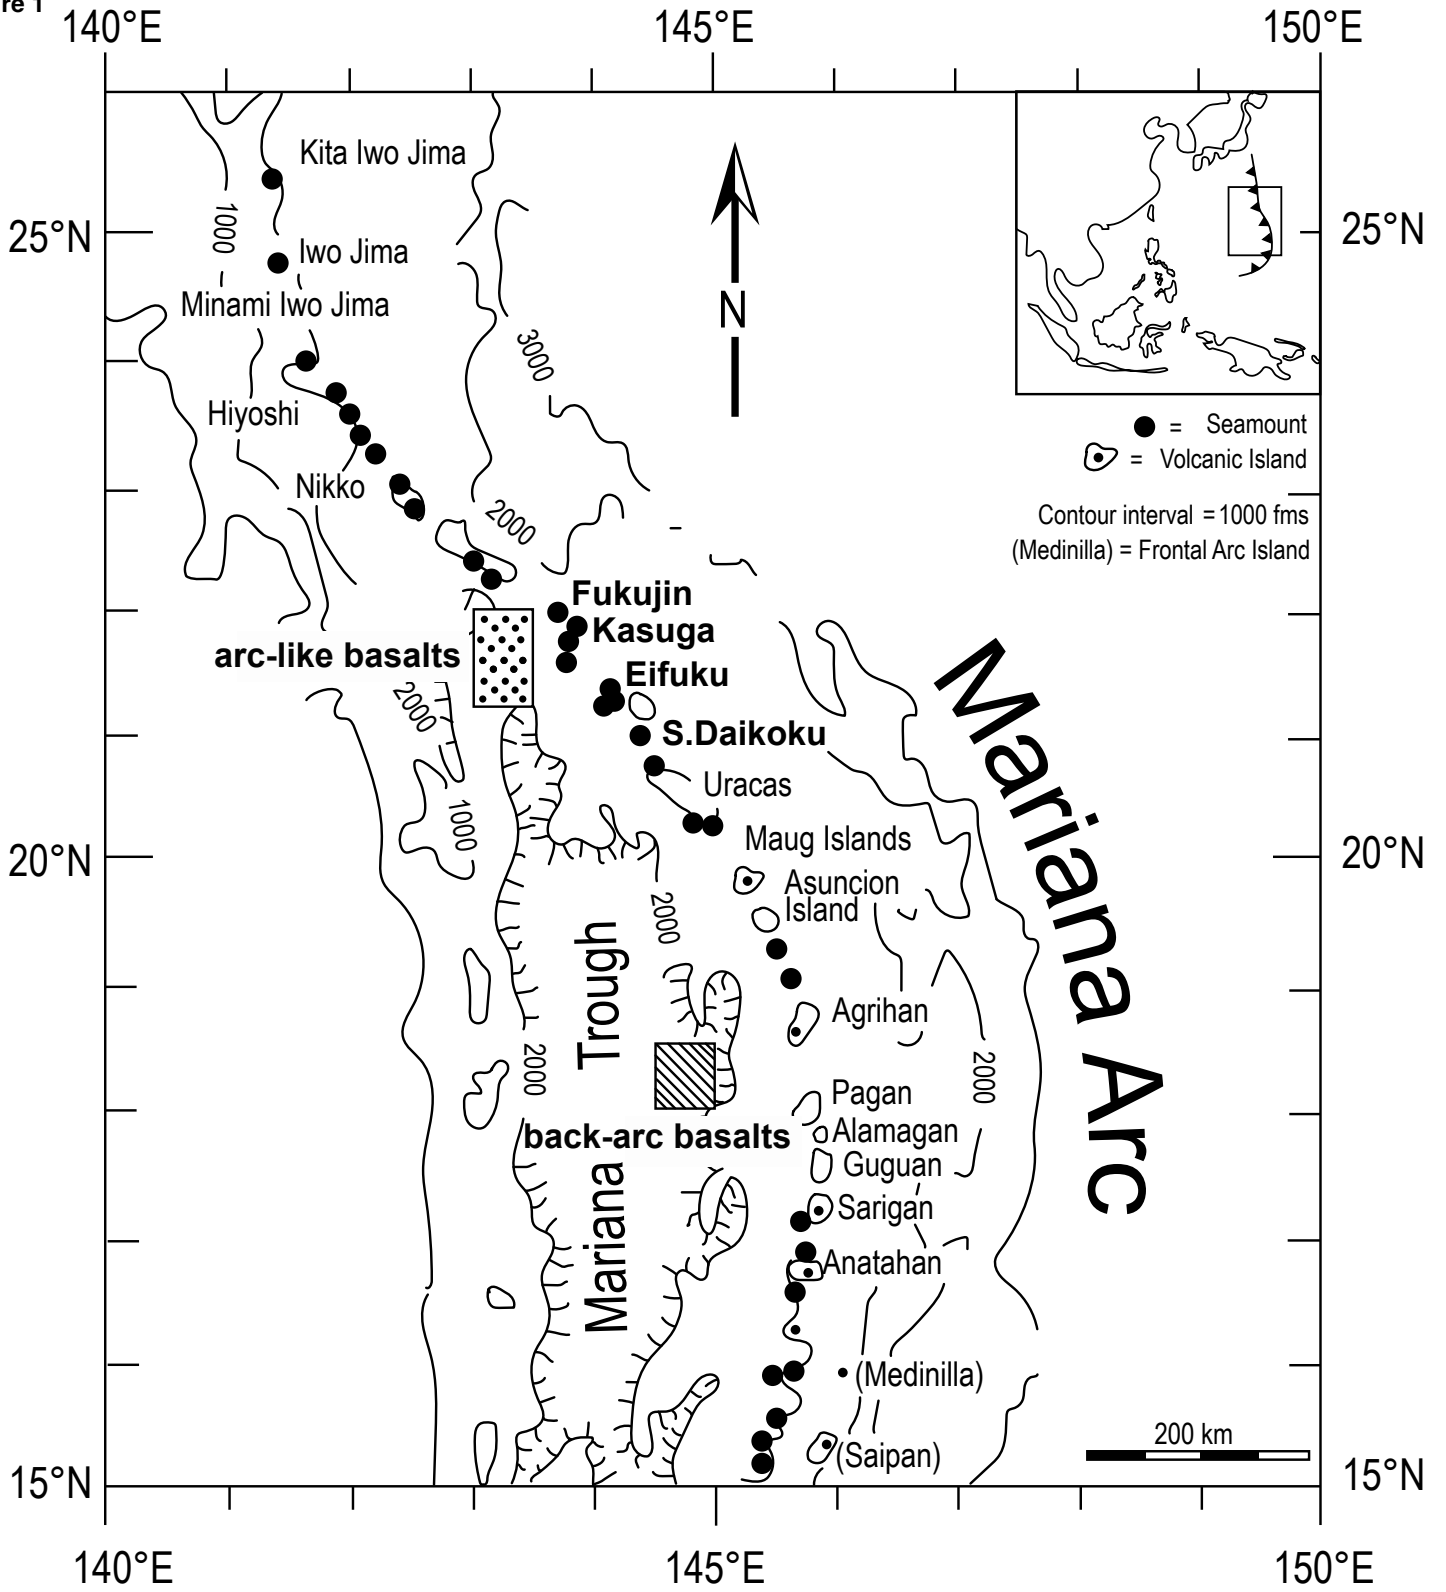 re 1
140°E
145°E
150°E
Kita Iwo Jima
1000
25°N
Iwo Jima
25°N
Minami Iwo Jima
N
3000
Hiyoshi
= Seamount
= Volcanic Island
Nikko
2000
Contour interval = 1000 fms
(Medinilla) = Frontal Arc Island
Fukujin
Kasuga
arc-like basalts
Eifuku
2000
S.Daikoku
Uracas
1000
Maug Islands
20°N
20°N
Asuncion
Island
2000
Mariana Arc
Agrihan
2000
2000
Pagan
Alamagan
back-arc basalts
Guguan
Mariana Trough
Sarigan
Anatahan
(Medinilla)
200 km
(Saipan)
15°N
15°N
140°E
145°E
150°E